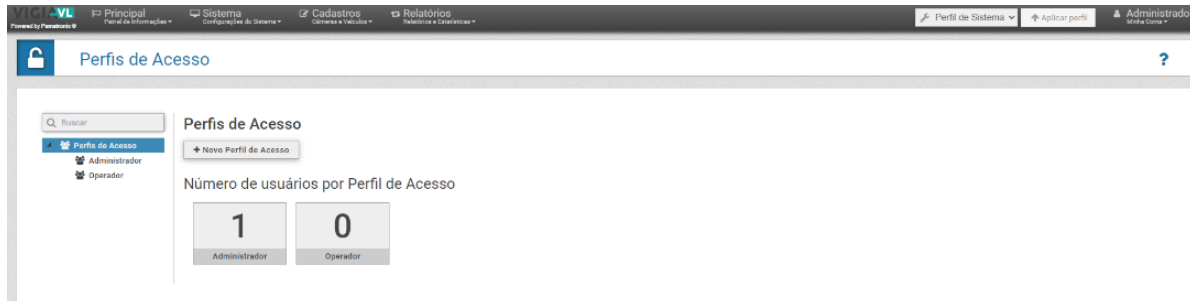 VIGIA-VL
Powered by Pumatronix ©
Principal
Painel de Informações
Sistema
Configurações do Sistema
Cadastros
Câmeras e Veículos
Relatórios
Relatórios e Estatísticas
Perfil de Sistema
Aplicar perfil
Administrado
Minha Conta
Perfis de Acesso
?
Buscar
Perfis de Acesso
Administrador
Operador
Perfis de Acesso
+ Novo Perfil de Acesso
Número de usuários por Perfil de Acesso
1
Administrador
0
Operador